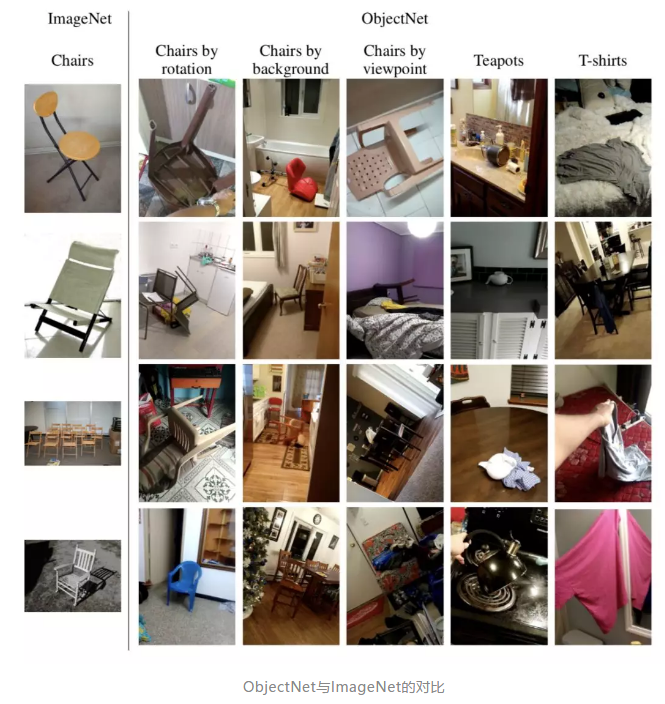 ImageNet
ObjectNet
Chairs
Chairs by
rotation
Chairs by
background
Chairs by
viewpoint
Teapots
T-shirts
ObjectNet与ImageNet的对比